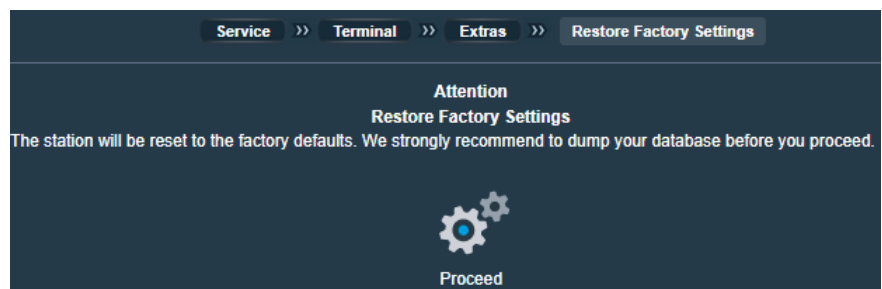 Service » Terminal » Extras » Restore Factory Settings
Attention
Restore Factory Settings
The station will be reset to the factory defaults. We strongly recommend to dump your database before you proceed.
Proceed